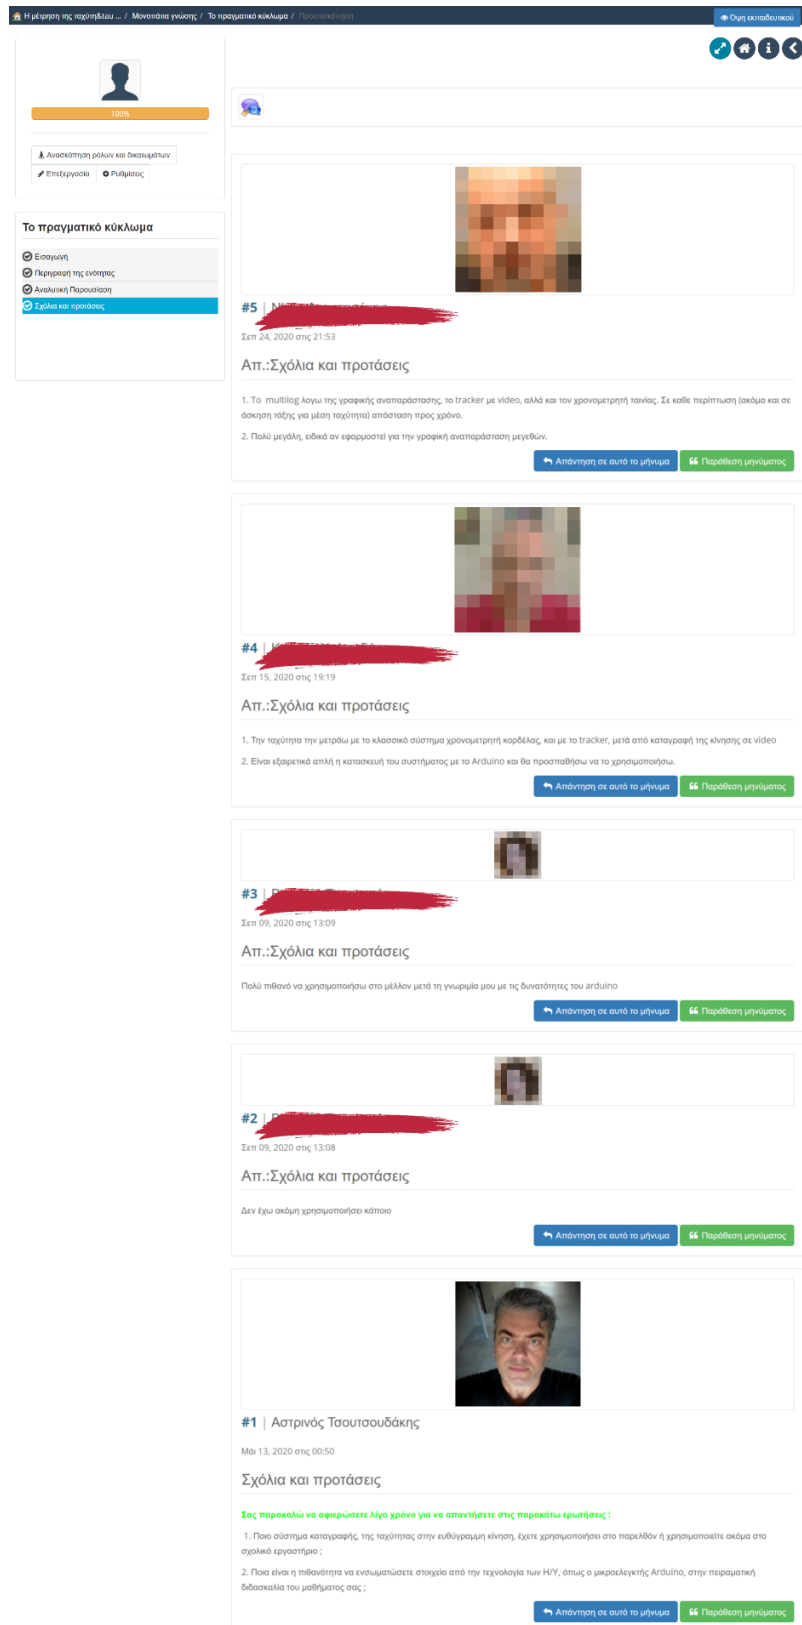 Η μέτρηση της ταχύτη&tau ... / Μονοπάτια γνώσης / Το πραγματικό κύκλωμα / Προεπισκόπηση
Όψη εκπαιδευτικού
100%
Ανασκόπηση ρόλων και δικαιωμάτων
Επεξεργασία
Ρυθμίσεις
Το πραγματικό κύκλωμα
Εισαγωγή
Περιγραφή της ενότητας
Αναλυτική Παρουσίαση
Σχόλια και προτάσεις
#5 |
Σεπ 24, 2020 στις 21:53
Απ.:Σχόλια και προτάσεις
1. Το multilog λογω της γραφικής αναπαράστασης, το tracker με video, αλλά και τον χρονομετρητή ταινίας. Σε καθε περίπτωση (ακόμα και σε
άσκηση τάξης για μέση ταχύτητα) απόσταση προς χρόνο.
2. Πολύ μεγάλη, ειδικά αν εφαρμοστεί για την γραφική αναπαράσταση μεγεθών.
Απάντηση σε αυτό το μήνυμα
Παράθεση μηνύματος
#4 |
Σεπ 15, 2020 στις 19:19
Απ.:Σχόλια και προτάσεις
1. Την ταχύτητα την μετράω με το κλασσικό σύστημα χρονομετρητή κορδέλας, και με το tracker, μετά από καταγραφή της κίνησης σε video
2. Είναι εξαιρετικά απλή η κατασκευή του συστήματος με το Arduino και θα προσπαθήσω να το χρησιμοποιήσω.
Απάντηση σε αυτό το μήνυμα
Παράθεση μηνύματος
#3 |
Σεπ 09, 2020 στις 13:09
Απ.:Σχόλια και προτάσεις
Πολύ πιθανό να χρησιμοποιήσω στο μέλλον μετά τη γνωριμία μου με τις δυνατότητες του arduino
Απάντηση σε αυτό το μήνυμα
Παράθεση μηνύματος
#2 |
Σεπ 09, 2020 στις 13:08
Απ.:Σχόλια και προτάσεις
Δεν έχω ακόμη χρησιμοποιήσει κάποιο
Απάντηση σε αυτό το μήνυμα
Παράθεση μηνύματος
#1 | Αστρινός Τσουτσουδάκης
Μάι 13, 2020 στις 00:50
Σχόλια και προτάσεις
Σας παρακαλώ να αφιερώσετε λίγο χρόνο για να απαντήσετε στις παρακάτω ερωτήσεις :
1. Ποιο σύστημα καταγραφής, της ταχύτητας στην ευθύγραμμη κίνηση, έχετε χρησιμοποιήσει στο παρελθόν ή χρησιμοποιείτε ακόμα στο
σχολικό εργαστήριο ;
2. Ποια είναι η πιθανότητα να ενσωματώσετε στοιχεία από την τεχνολογία των Η/Υ, όπως ο μικροελεγκτής Arduino, στην πειραματική
διδασκαλία του μαθήματος σας ;
Απάντηση σε αυτό το μήνυμα
Παράθεση μηνύματος